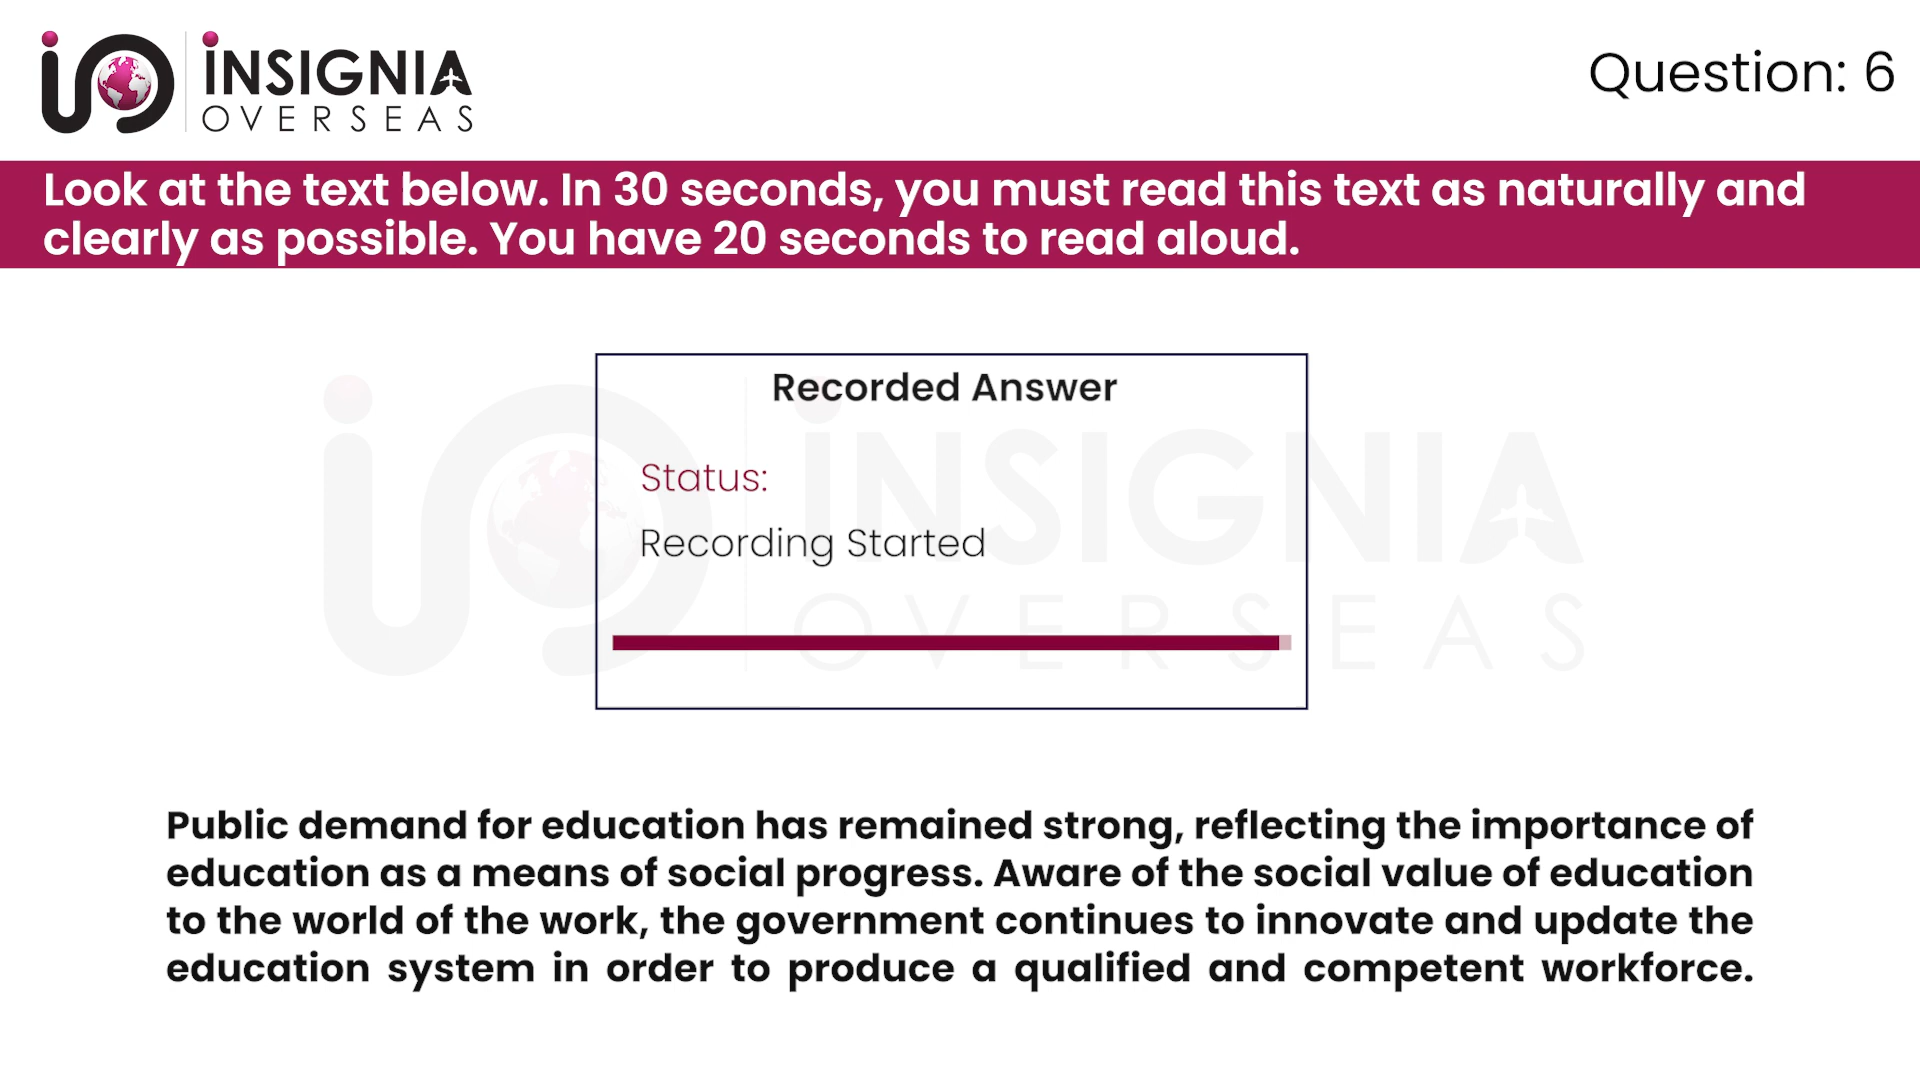 INSIGNIA
OVERSEAS
Question: 6
Look at the text below. In 30 seconds, you must read this text as naturally and
clearly as possible. You have 20 seconds to read aloud.
Recorded Answer
Status:
Recording Started
INSIGNIA
OVERSEAS
Public demand for education has remained strong, reflecting the importance of
education as a means of social progress. Aware of the social value of education
to the world of the work, the government continues to innovate and update the
education system in order to produce a qualified and competent workforce.